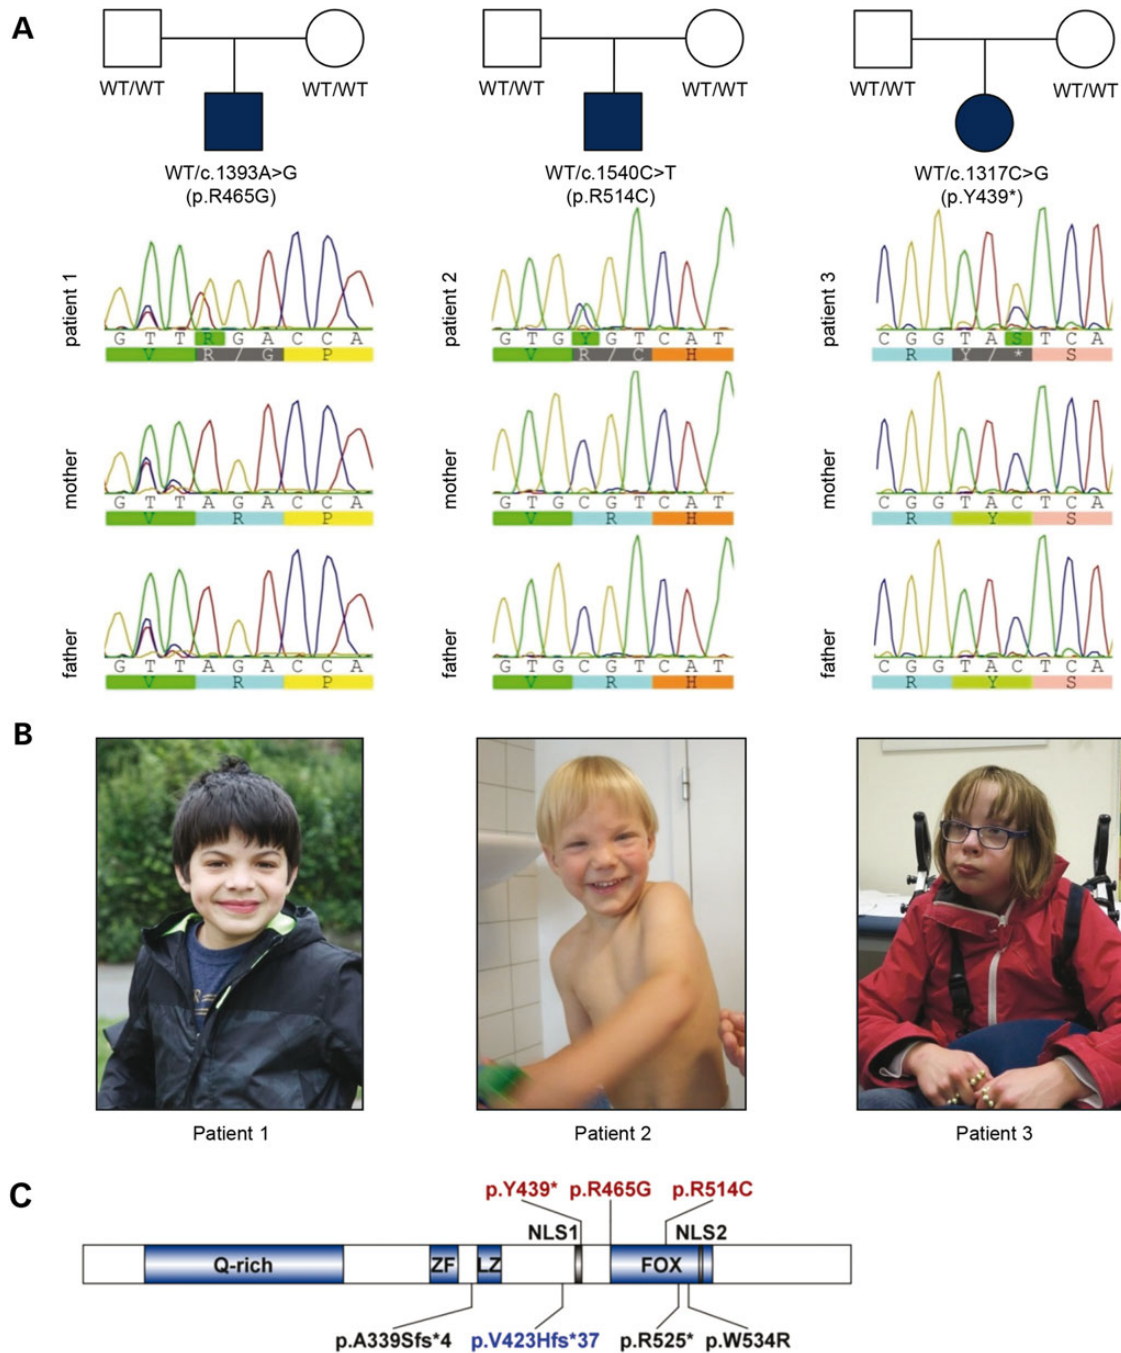 A
WT/WT WT/WT WT/WT WT/WT WT/WT WT/WT
WT/c.1393A>G WT/c.1540C>T WT/c.1317C>G
(p.R465G) (p.R514C) (p.Y439*)
patient 1 patient 2 patient 3
G T T R G A C C A G T G Y G T C A T C G G T A S T C A
V R / G P V R / C H R Y / * S
mother mother mother
G T T A G A C C A G T G C G T C A T C G G T A C T C A
V R P V R H R Y S
father father father
G T T A G A C C A G T G C G T C A T C G G T A C T C A
V R P V R H R Y S
B
Patient 1 Patient 2 Patient 3
C
p.Y439* p.R465G p.R514C
NLS1 NLS2
Q-rich ZF LZ FOX
p.A339Sfs*4 p.V423Hfs*37 p.R525* p.W534R